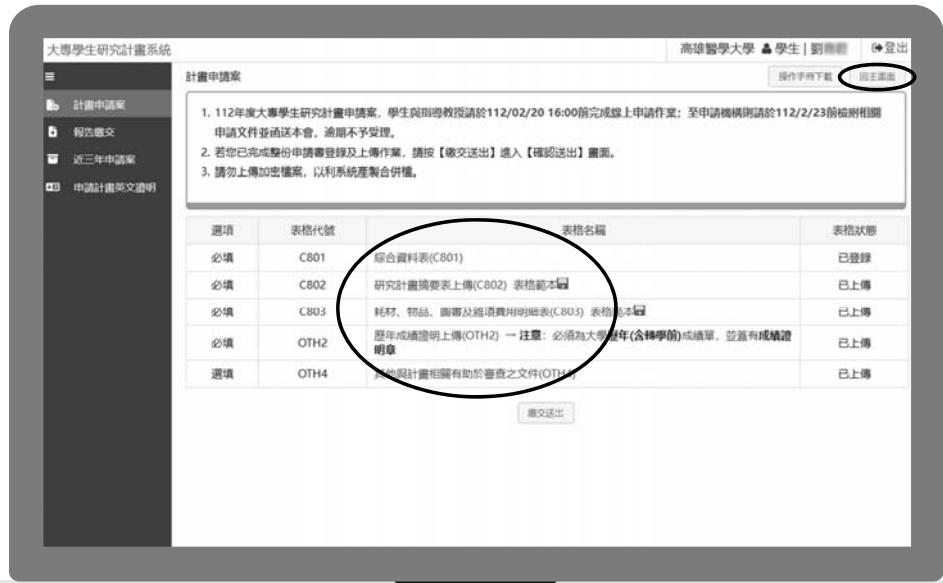 大專學生研究計畫系統
高雄醫學大學 學生 | 劉
登出
計畫申請案
操作手冊下載
回主畫面
計畫申請案
報告繳交
近三年申請案
申請計畫英文證明
1. 112年度大專學生研究計畫申請案，學生與指導教授請於112/02/20 16:00前完成線上申請作業；至申請機構則請於112/2/23前檢附相關
申請文件並函送本會，逾期不予受理。
2. 若您已完成整份申請書登錄及上傳作業，請按【繳交送出】進入【確認送出】畫面。
3. 請勿上傳加密檔案，以利系統產製合併檔。
選項 表格代號 表格名稱 表格狀態
必填 C801 綜合資料表(C801) 已登錄
必填 C802 研究計畫摘要表上傳(C802) 表格範本 已上傳
必填 C803 耗材、物品、圖書及雜項費用明細表(C803) 表格範本 已上傳
必填 OTH2 歷年成績證明上傳(OTH2) → 注意：必須為大學歷年(含轉學前)成績單，並蓋有成績證 已上傳
明章
選填 OTH4 其他與計畫相關有助於審查之文件(OTH4) 已上傳
繳交送出